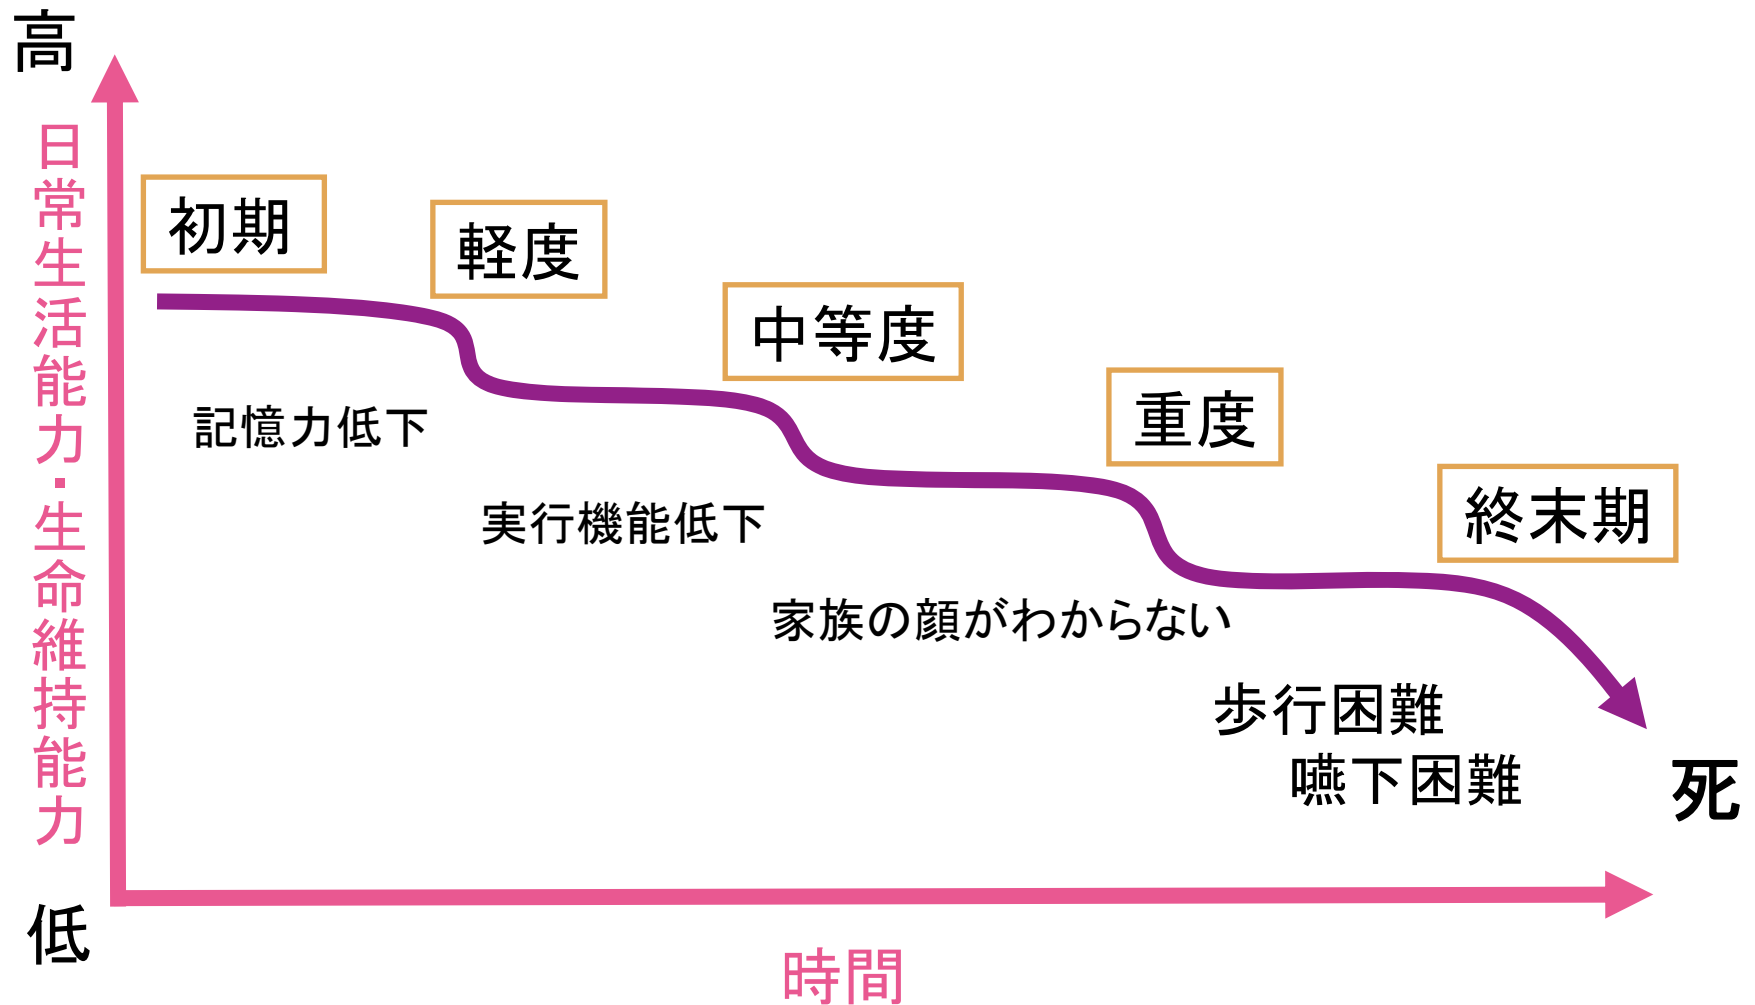 高
日常生活能力・生命維持能力
低
初期
軽度
中等度
重度
終末期
記憶力低下
実行機能低下
家族の顔がわからない
歩行困難
嚥下困難
死
時間